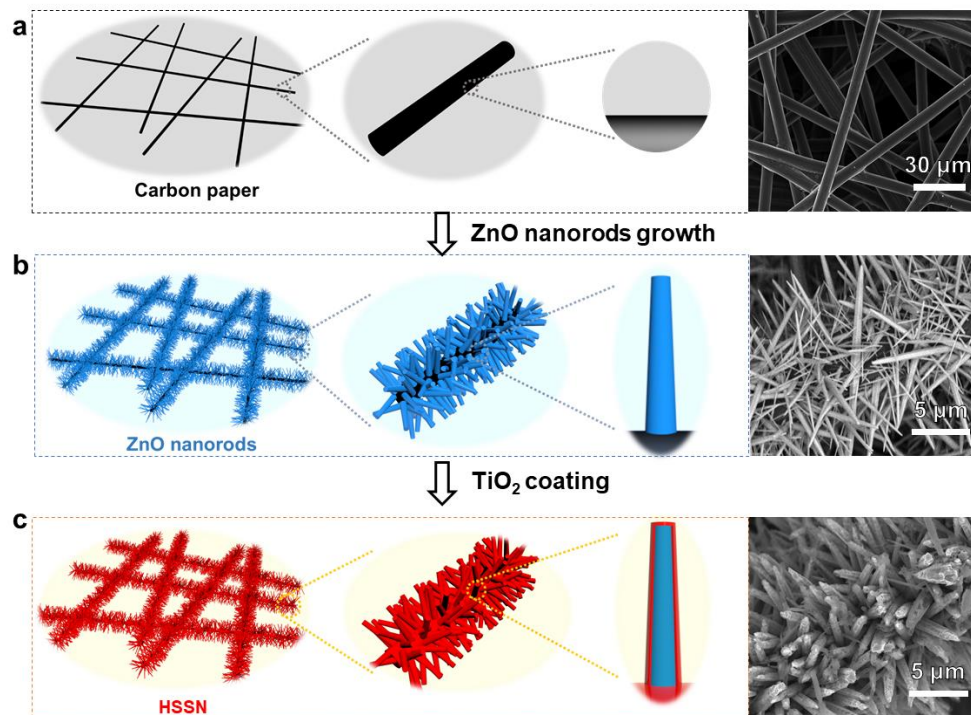 a
Carbon paper
30 µm
ZnO nanorods growth
b
ZnO nanorods
5 µm
TiO₂ coating
c
HSSN
5 µm